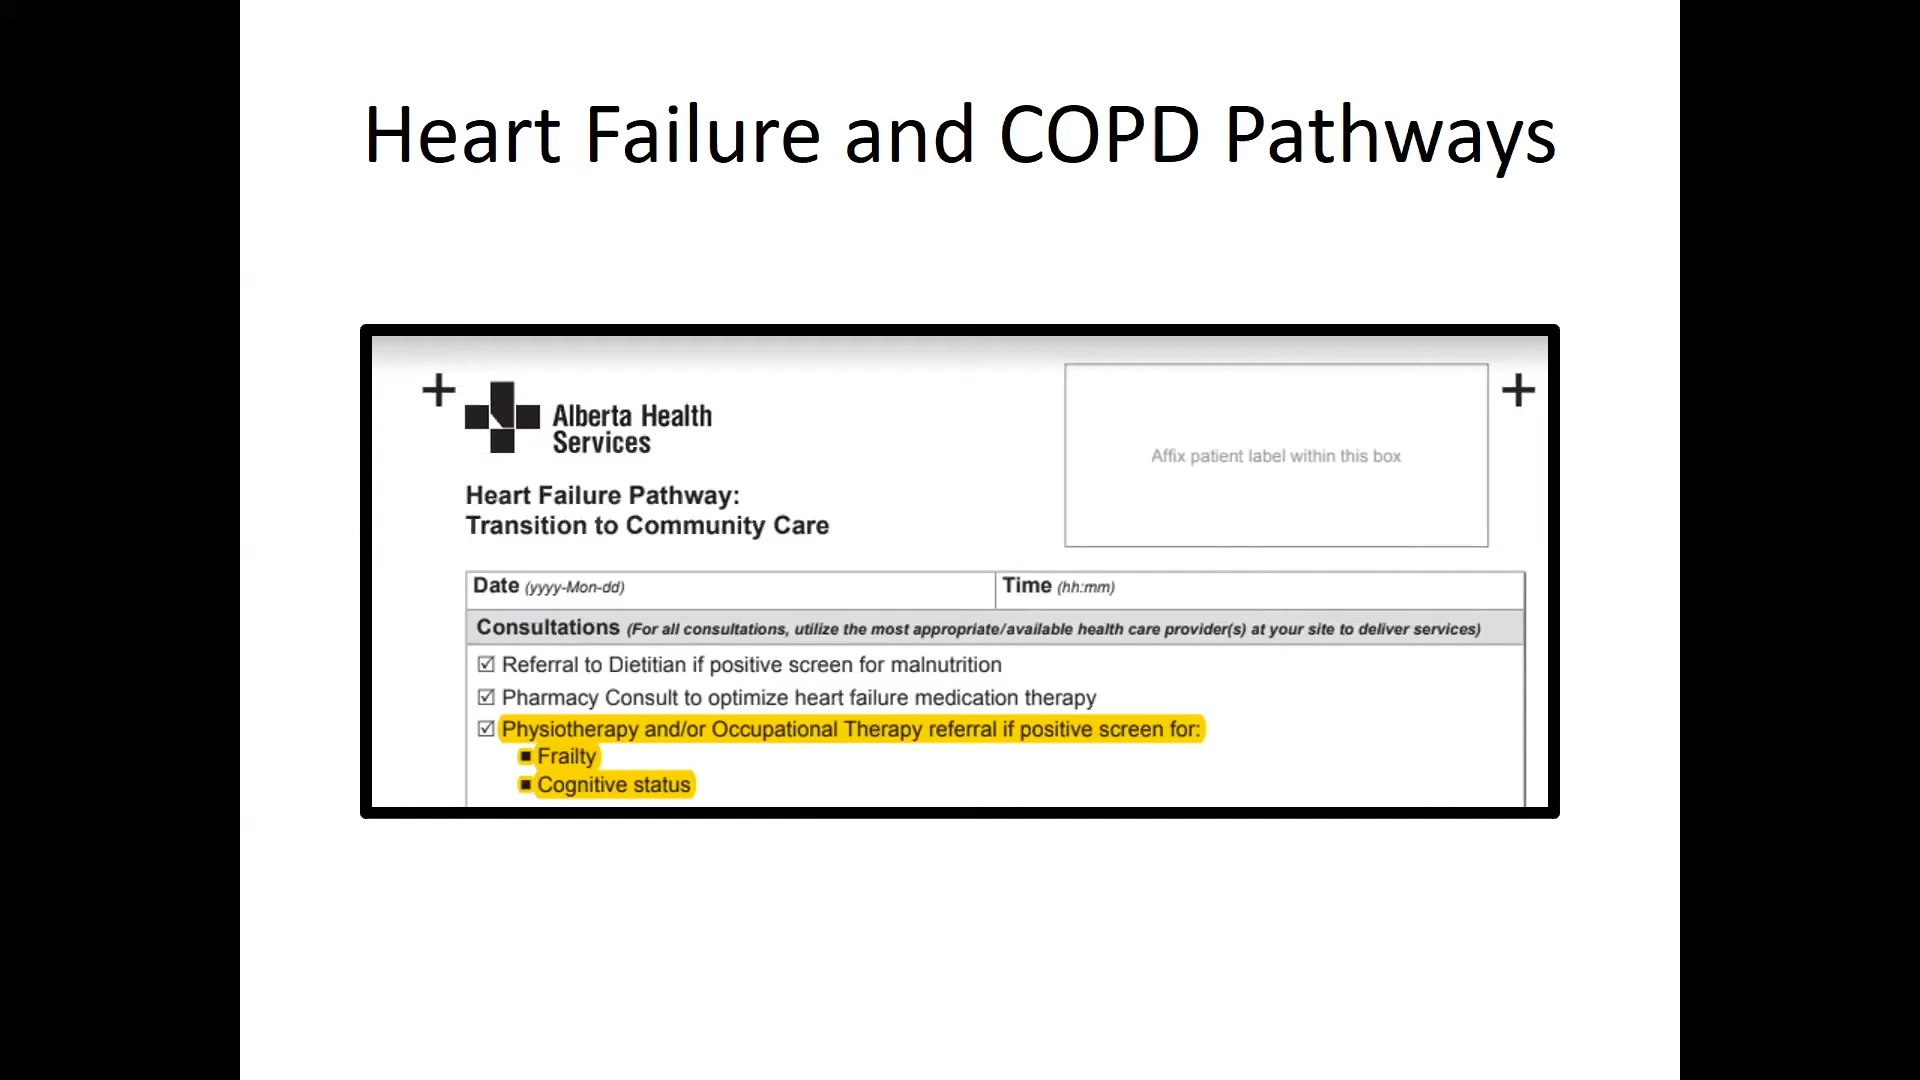 Heart Failure and COPD Pathways
Alberta Health
Services
Affix patient label within this box
Heart Failure Pathway:
Transition to Community Care
Date (yyyy-Mon-dd) Time (hh:mm)
Consultations (For all consultations, utilize the most appropriate/available health care provider(s) at your site to deliver services)
☑ Referral to Dietitian if positive screen for malnutrition
☑ Pharmacy Consult to optimize heart failure medication therapy
☑ Physiotherapy and/or Occupational Therapy referral if positive screen for:
■ Frailty
■ Cognitive status